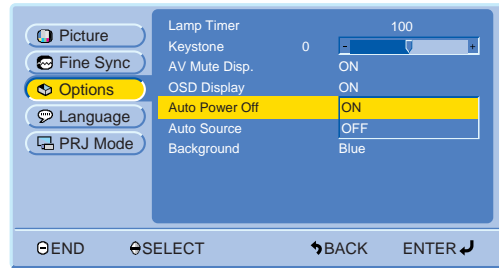 Picture
Fine Sync
Options
Language
PRJ Mode
Lamp Timer 100
Keystone 0 - +
AV Mute Disp. ON
OSD Display ON
Auto Power Off ON
Auto Source OFF
Background Blue
END SELECT BACK ENTER